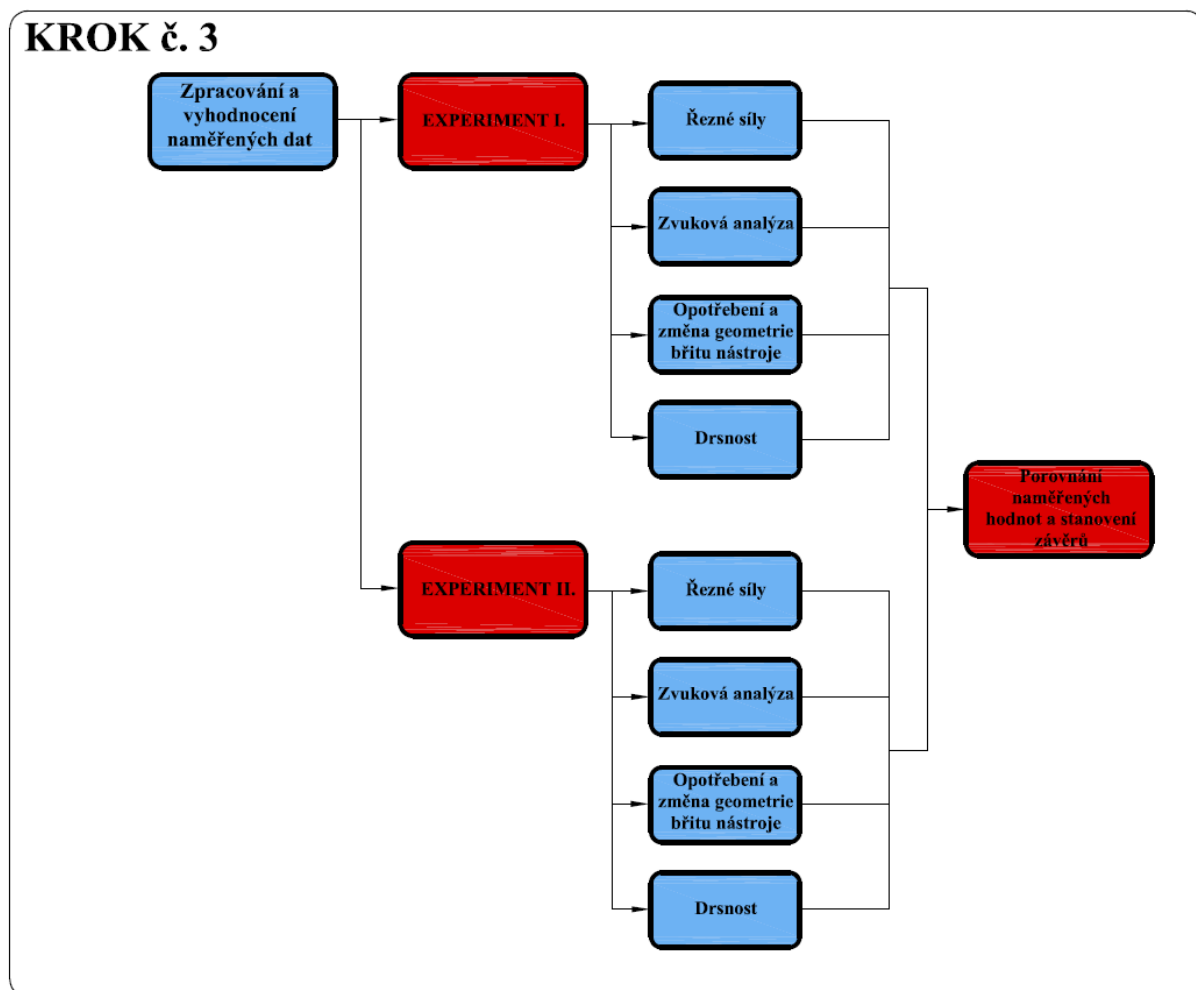 KROK č. 3
Zpracování a
vyhodnocení
naměřených dat
EXPERIMENT I.
Řezné síly
Zvuková analýza
Opotřebení a
změna geometrie
břitu nástroje
Drsnost
EXPERIMENT II.
Řezné síly
Zvuková analýza
Opotřebení a
změna geometrie
břitu nástroje
Drsnost
Porovnání
naměřených
hodnot a stanovení
závěrů